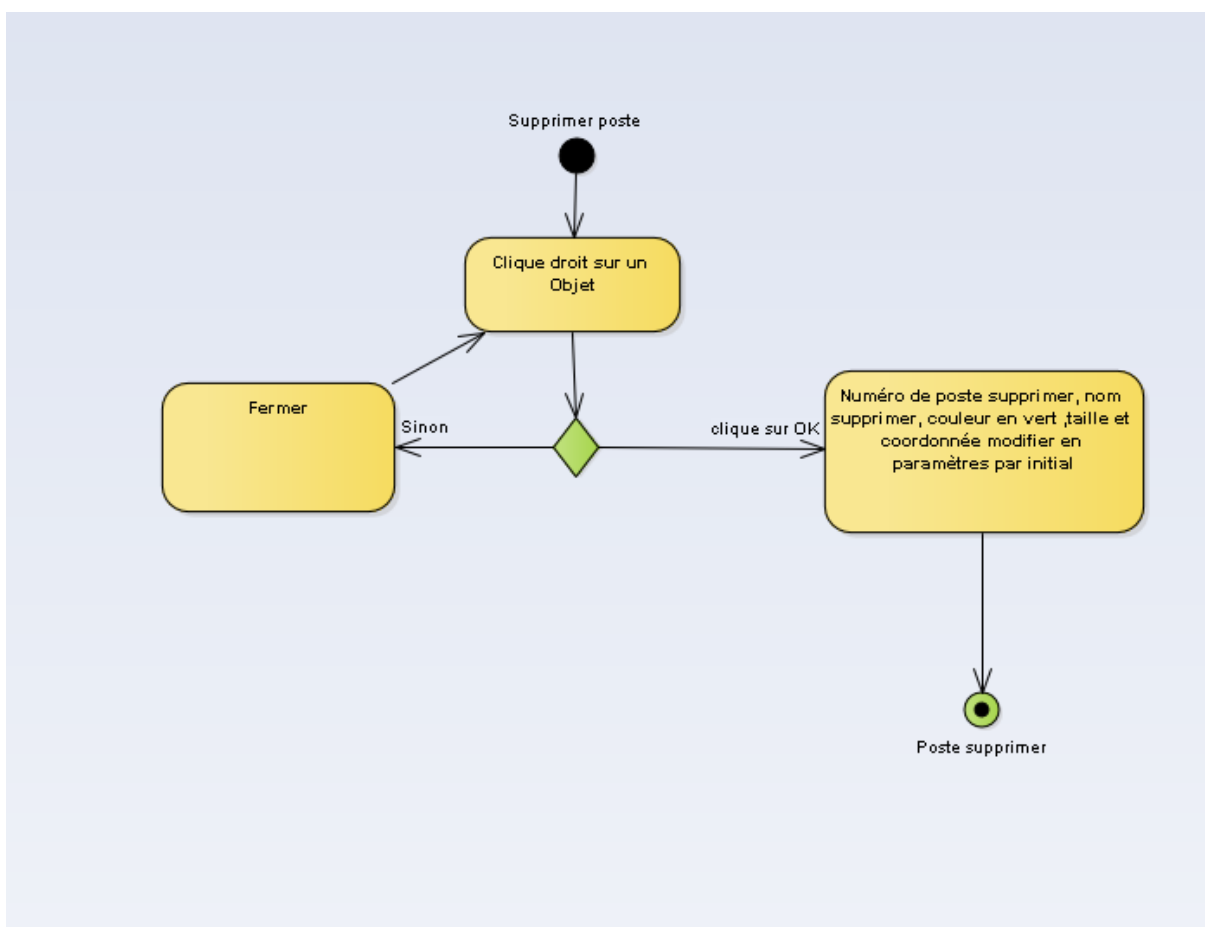 Supprimer poste
Clique droit sur un
Objet
Fermer
Sinon
clique sur OK
Numéro de poste supprimer, nom
supprimer, couleur en vert ,taille et
coordonnée modifier en
paramètres par initial
Poste supprimer